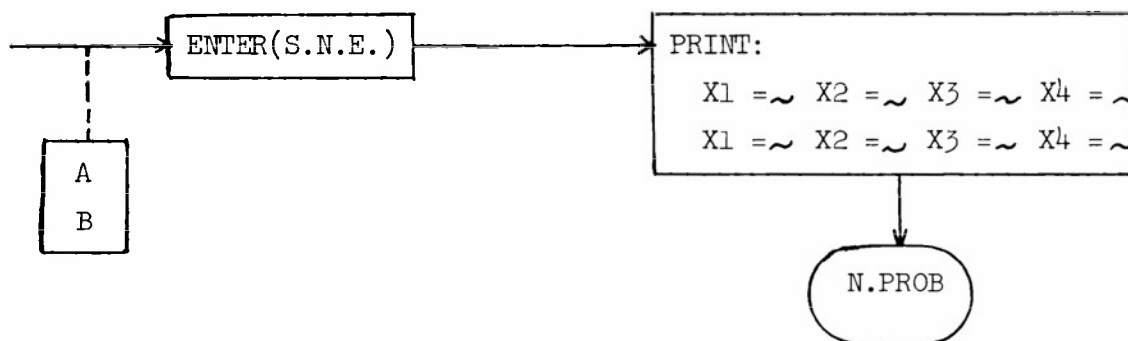 ENTER(S.N.E.)
PRINT:
X1 =~ X2 =~ X3 =~ X4 =~
X1 =~ X2 =~ X3 =~ X4 =~
A
B
N.PROB